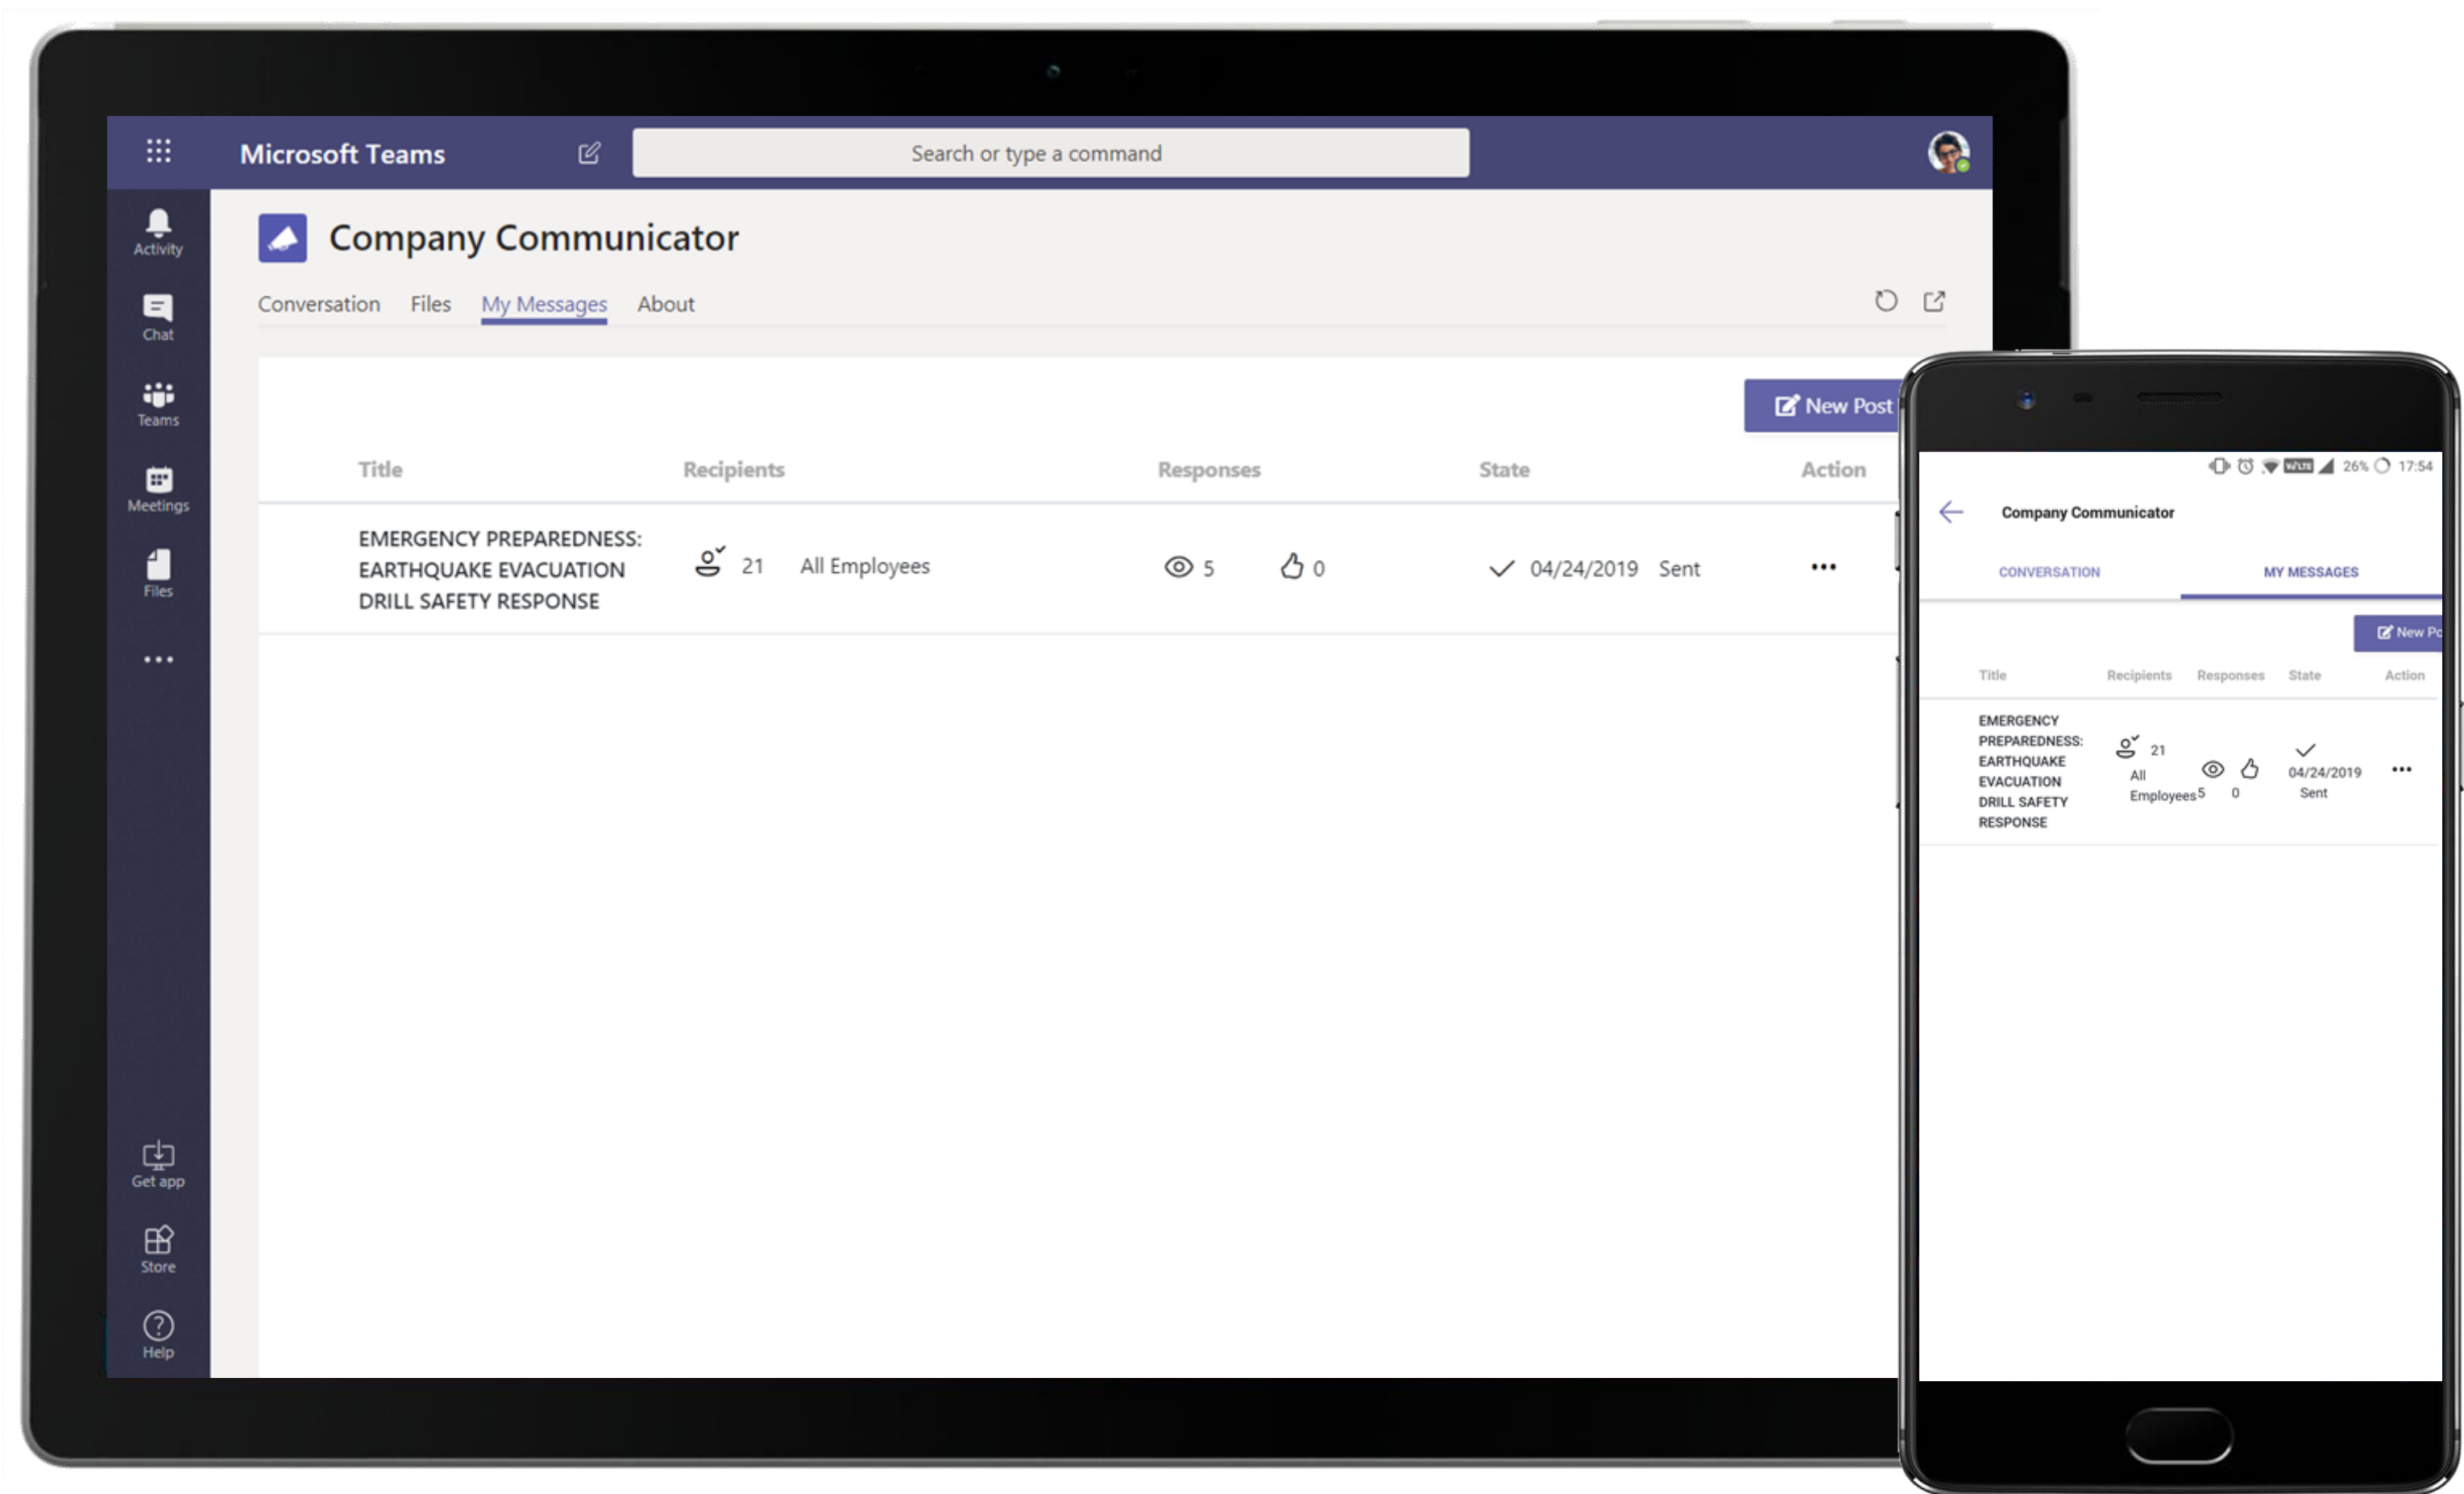 Microsoft Teams
Search or type a command
Activity
Chat
Teams
Meetings
Files
Get app
Store
Help
Company Communicator
Conversation Files My Messages About
New Post
Title Recipients Responses State Action
EMERGENCY PREPAREDNESS:
EARTHQUAKE EVACUATION
DRILL SAFETY RESPONSE
21 All Employees
5 0
04/24/2019 Sent
VoLTE 26% 17:54
Company Communicator
CONVERSATION MY MESSAGES
New Po
Title Recipients Responses State Action
EMERGENCY
PREPAREDNESS:
EARTHQUAKE
EVACUATION
DRILL SAFETY
RESPONSE
21
All
Employees
5 0
04/24/2019
Sent